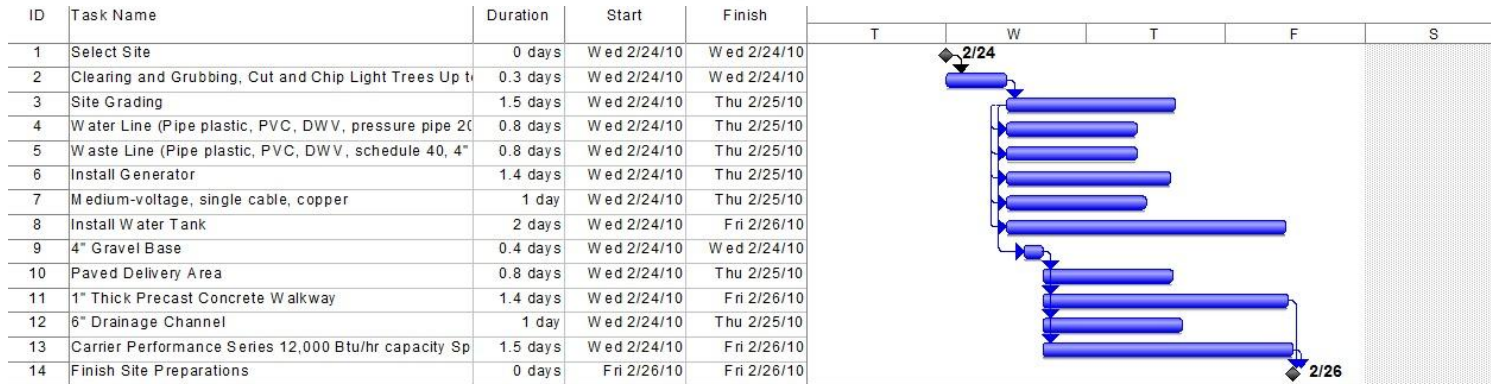 ID Task Name Duration Start Finish
T W T F S
1 Select Site 0 days Wed 2/24/10 Wed 2/24/10 2/24
2 Clearing and Grubbing, Cut and Chip Light Trees Up t 0.3 days Wed 2/24/10 Wed 2/24/10
3 Site Grading 1.5 days Wed 2/24/10 Thu 2/25/10
4 Water Line (Pipe plastic, PVC, DWV, pressure pipe 20 0.8 days Wed 2/24/10 Thu 2/25/10
5 Waste Line (Pipe plastic, PVC, DWV, schedule 40, 4" 0.8 days Wed 2/24/10 Thu 2/25/10
6 Install Generator 1.4 days Wed 2/24/10 Thu 2/25/10
7 Medium-voltage, single cable, copper 1 day Wed 2/24/10 Thu 2/25/10
8 Install Water Tank 2 days Wed 2/24/10 Fri 2/26/10
9 4" Gravel Base 0.4 days Wed 2/24/10 Wed 2/24/10
10 Paved Delivery Area 0.8 days Wed 2/24/10 Thu 2/25/10
11 1" Thick Precast Concrete Walkway 1.4 days Wed 2/24/10 Fri 2/26/10
12 6" Drainage Channel 1 day Wed 2/24/10 Thu 2/25/10
13 Carrier Performance Series 12,000 Btu/hr capacity Sp 1.5 days Wed 2/24/10 Fri 2/26/10
14 Finish Site Preparations 0 days Fri 2/26/10 Fri 2/26/10 2/26